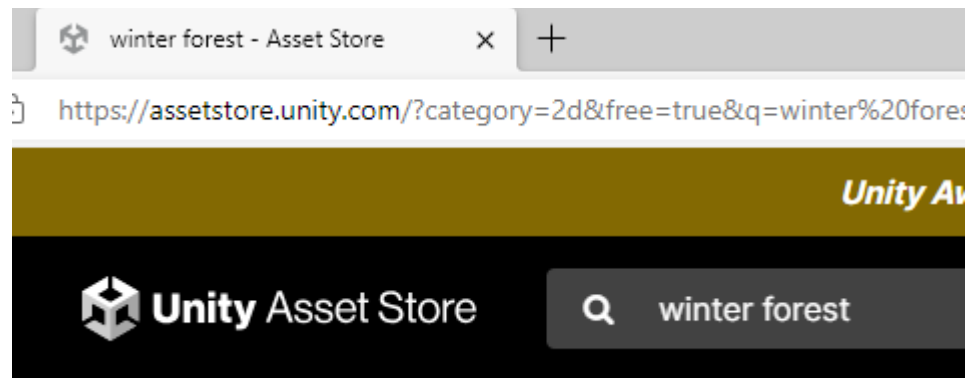 winter forest - Asset Store
https://assetstore.unity.com/?category=2d&free=true&q=winter%20fores
Unity Av
Unity Asset Store
winter forest